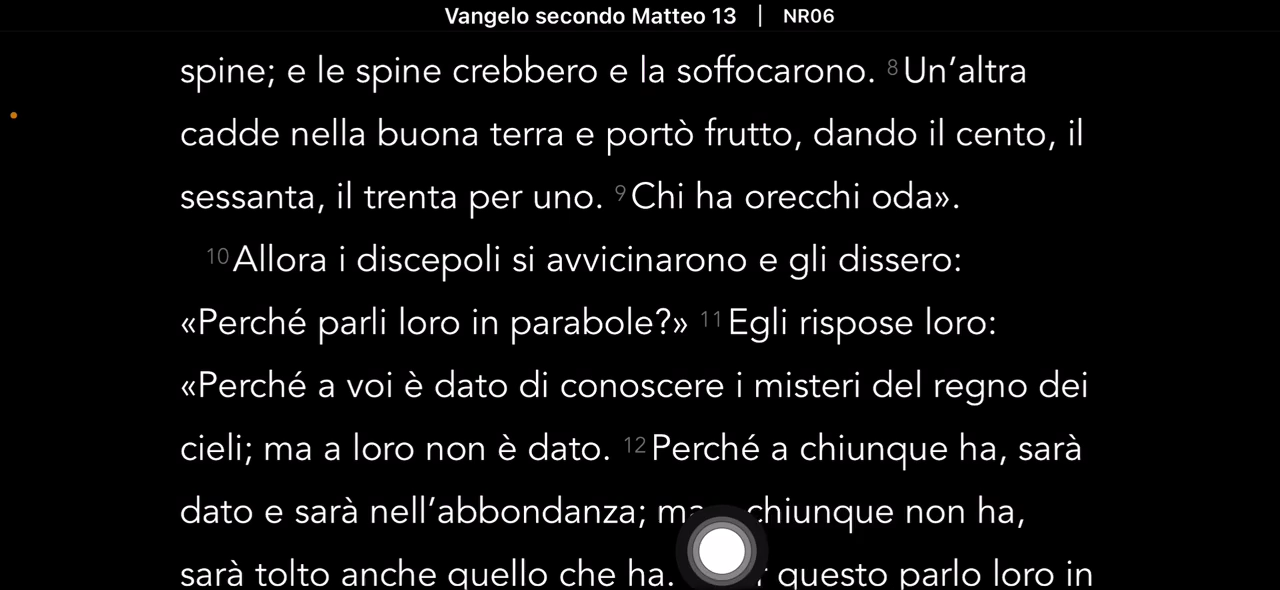 Vangelo secondo Matteo 13 | NR06
spine; e le spine crebbero e la soffocarono. 8 Un’altra
cadde nella buona terra e portò frutto, dando il cento, il
sessanta, il trenta per uno. 9 Chi ha orecchi oda».
10 Allora i discepoli si avvicinarono e gli dissero:
«Perché parli loro in parabole?» 11 Egli rispose loro:
«Perché a voi è dato di conoscere i misteri del regno dei
cieli; ma a loro non è dato. 12 Perché a chiunque ha, sarà
dato e sarà nell’abbondanza; ma chiunque non ha,
sarà tolto anche quello che ha. questo parlo loro in